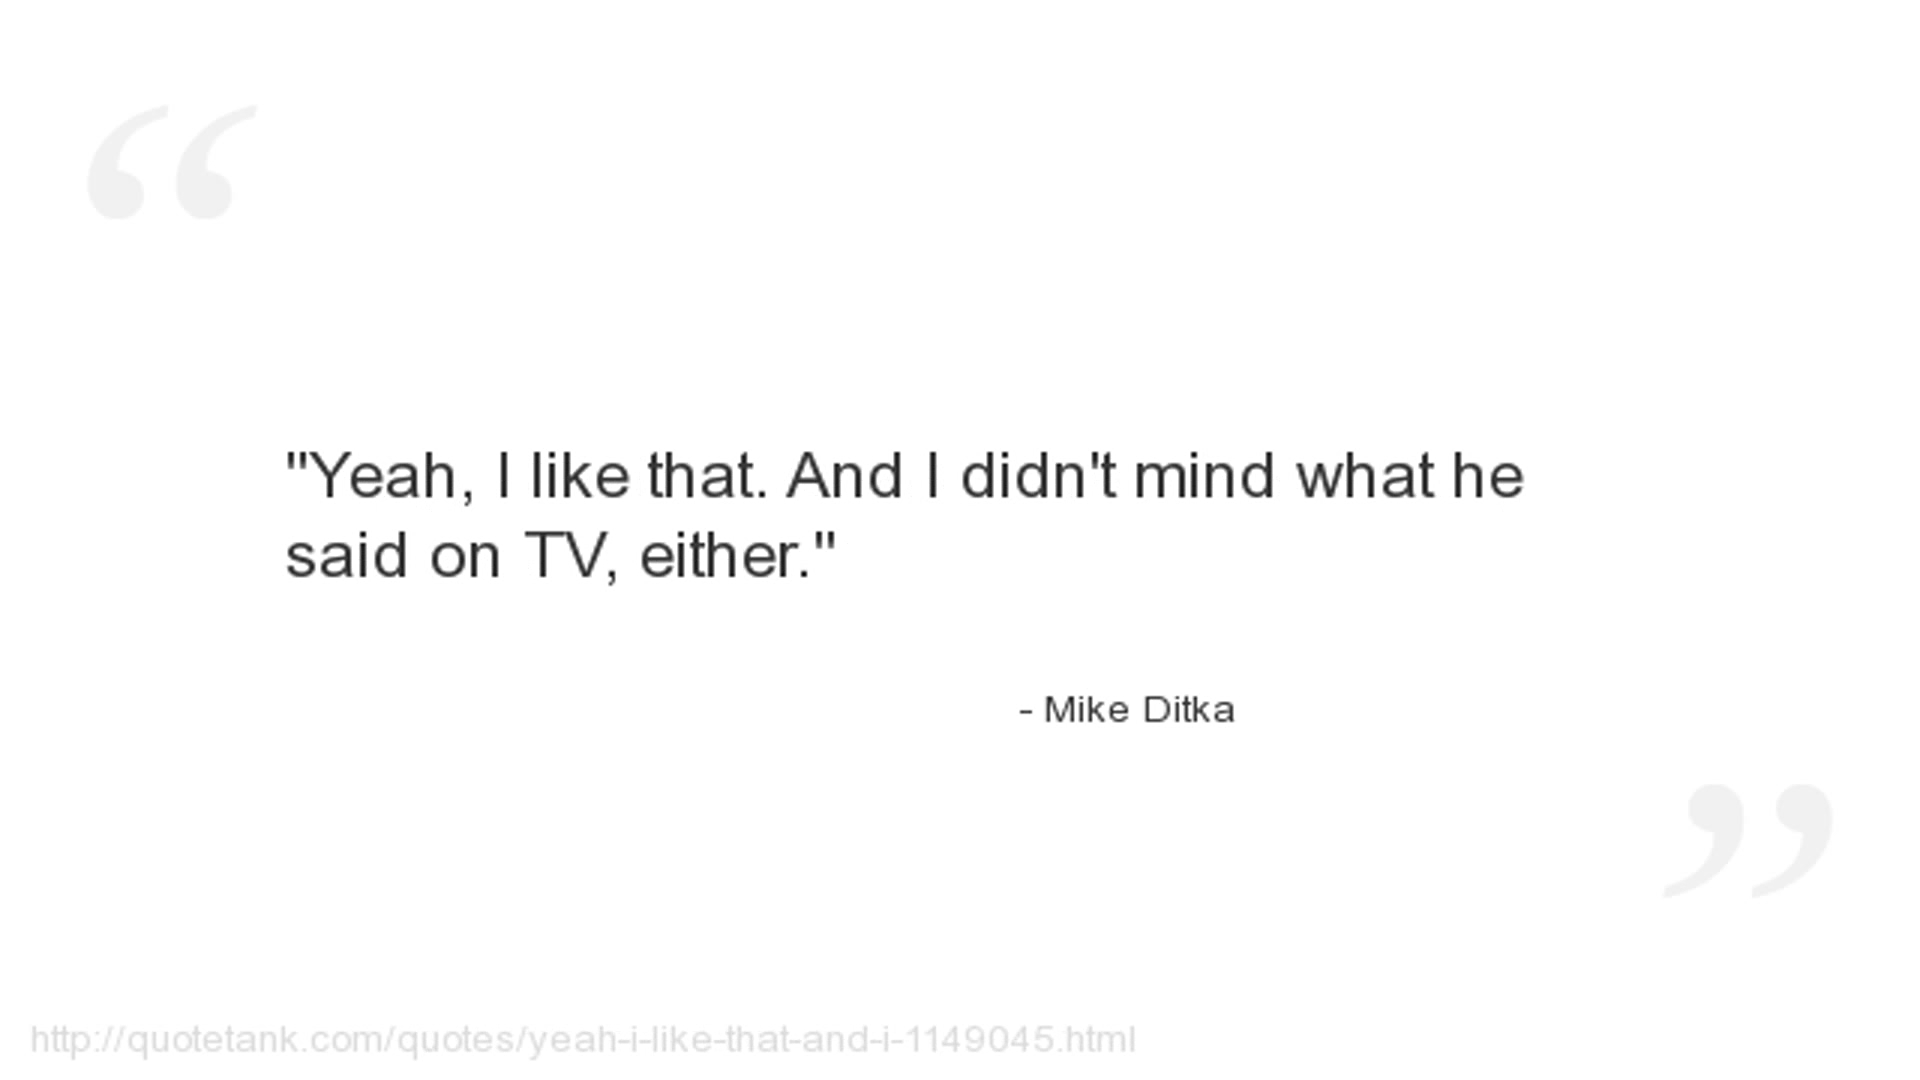 "Yeah, I like that. And I didn't mind what he
said on TV, either."
- Mike Ditka
http://quotetank.com/quotes/yeah-i-like-that-and-i-1149045.html